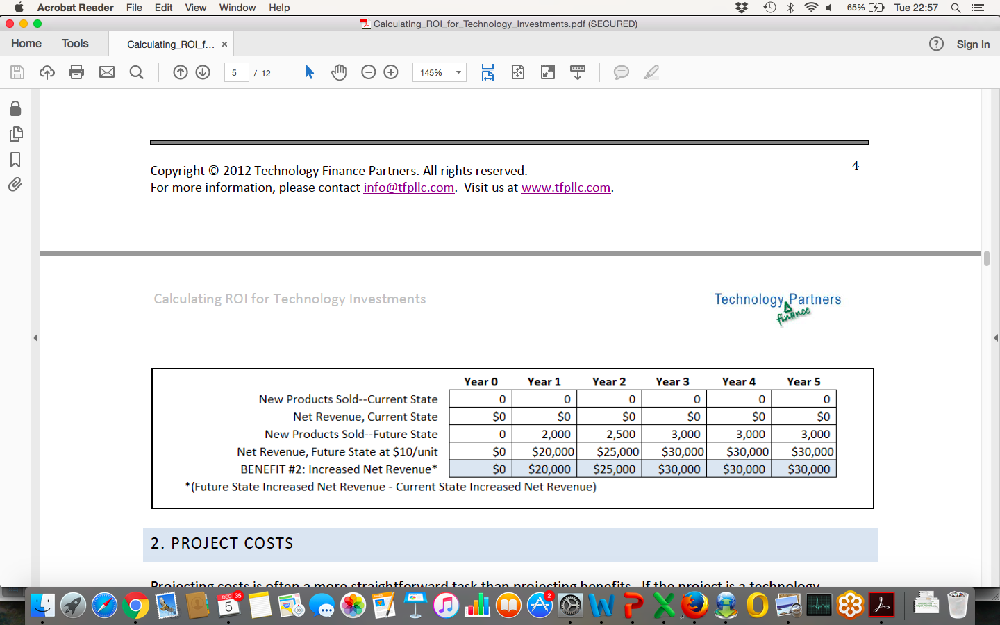 Acrobat Reader File Edit View Window Help 65% Tue 22:57
Calculating_ROI_for_Technology_Investments.pdf (SECURED)
Home Tools Calculating_ROI_f... × ? Sign In
5 / 12 145%
Copyright © 2012 Technology Finance Partners. All rights reserved. 4
For more information, please contact info@tfpllc.com. Visit us at www.tfpllc.com.
Calculating ROI for Technology Investments Technology Partners
finance
Year 0 Year 1 Year 2 Year 3 Year 4 Year 5
New Products Sold--Current State 0 0 0 0 0 0
Net Revenue, Current State $0 $0 $0 $0 $0 $0
New Products Sold--Future State 0 2,000 2,500 3,000 3,000 3,000
Net Revenue, Future State at $10/unit $0 $20,000 $25,000 $30,000 $30,000 $30,000
BENEFIT #2: Increased Net Revenue* $0 $20,000 $25,000 $30,000 $30,000 $30,000
*(Future State Increased Net Revenue - Current State Increased Net Revenue)
2. PROJECT COSTS
Projecting costs is often a more straightforward task than projecting benefits. If the project is a technology
DEC 35
5
2